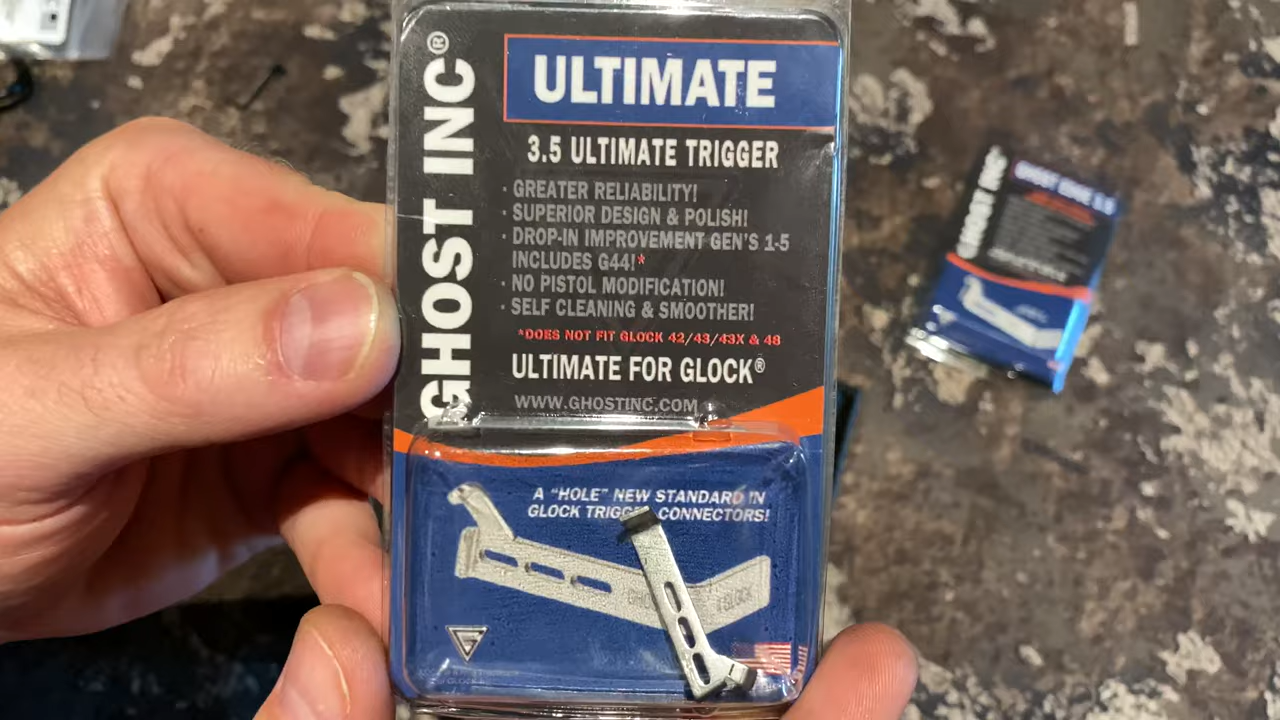 GHOST INC®
ULTIMATE
3.5 ULTIMATE TRIGGER
· GREATER RELIABILITY!
· SUPERIOR DESIGN & POLISH!
· DROP-IN IMPROVEMENT GEN'S 1-5
INCLUDES G44!*
· NO PISTOL MODIFICATION!
· SELF CLEANING & SMOOTHER!
*DOES NOT FIT GLOCK 42/43/43X & 48
ULTIMATE FOR GLOCK®
WWW.GHOSTINC.COM
A "HOLE" NEW STANDARD IN
GLOCK CONNECTORS!
GHOST INC